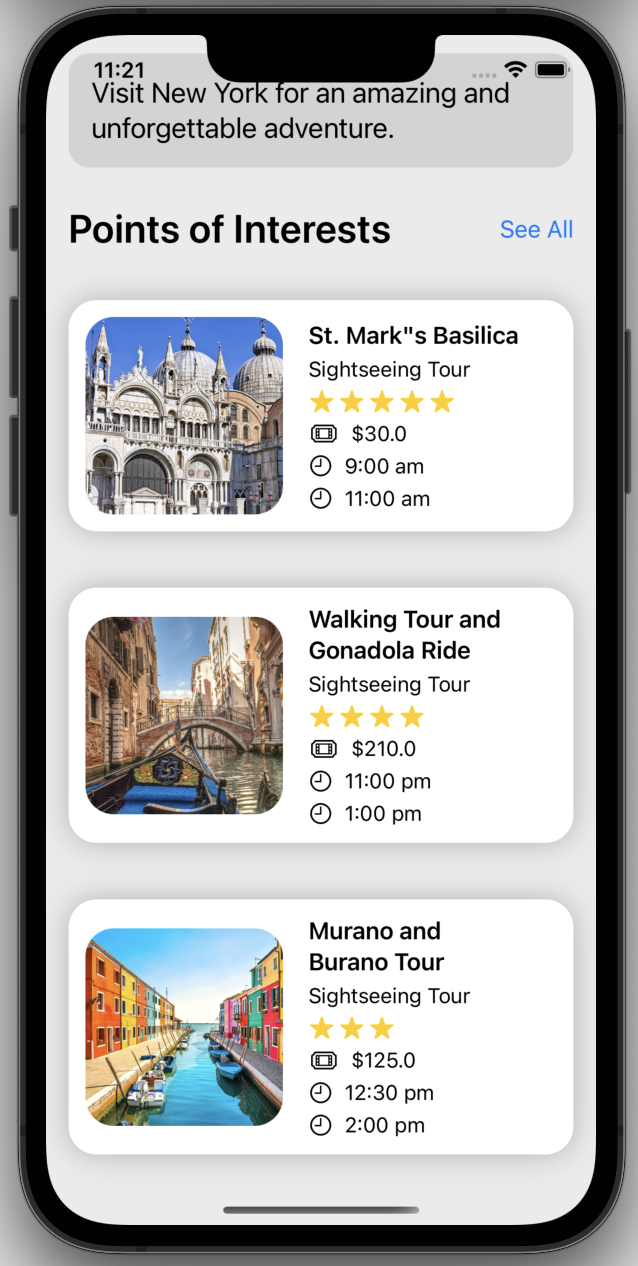 11:21
Visit New York for an amazing and
unforgettable adventure.
Points of Interests
See All
St. Mark"s Basilica
Sightseeing Tour
$30.0
9:00 am
11:00 am
Walking Tour and
Gonadola Ride
Sightseeing Tour
$210.0
11:00 pm
1:00 pm
Murano and
Burano Tour
Sightseeing Tour
$125.0
12:30 pm
2:00 pm